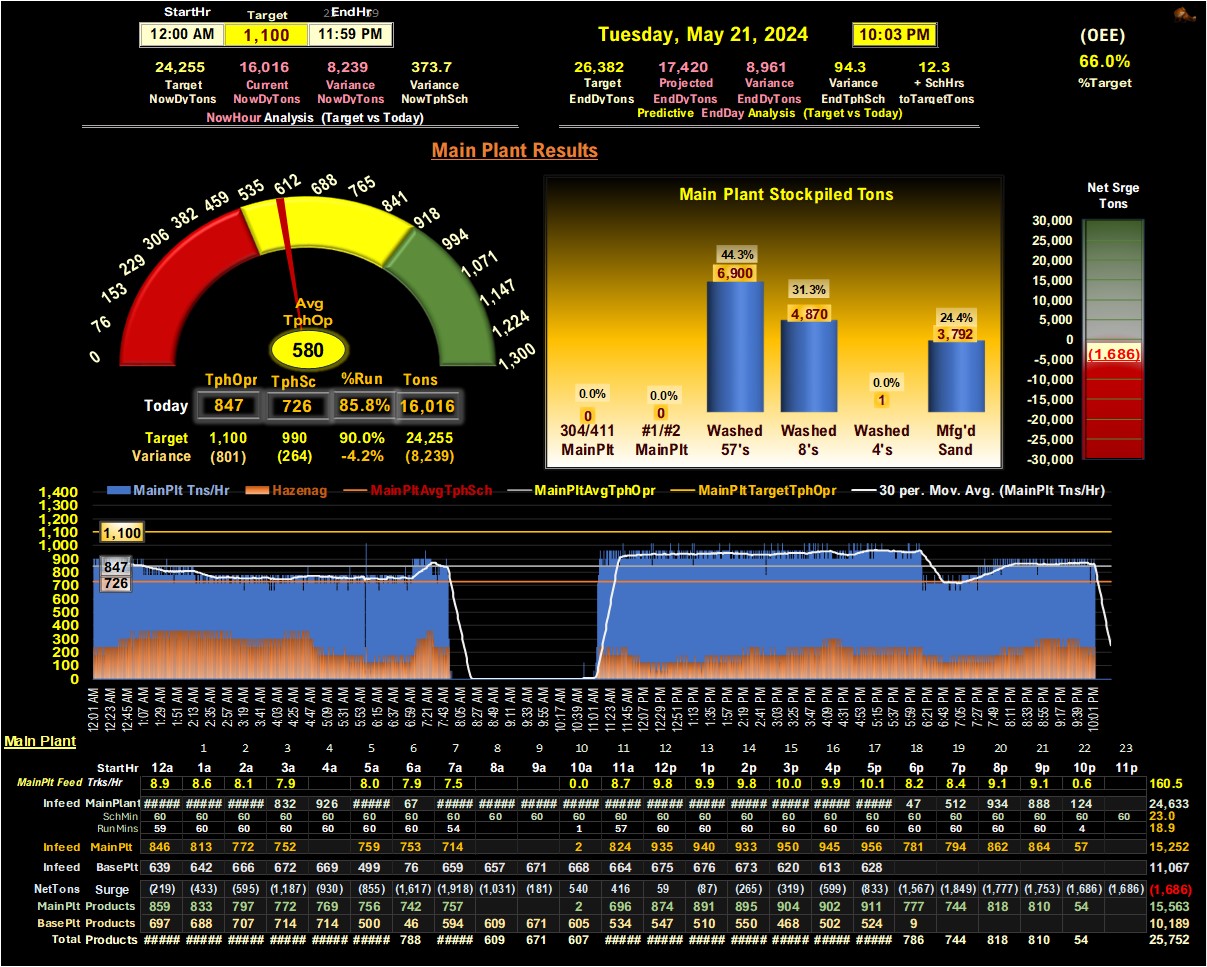 StartHr Target EndHr
12:00 AM 1,100 11:59 PM
Tuesday, May 21, 2024 10:03 PM
(OEE)
66.0%
%Target
24,255 16,016 8,239 373.7
Target Current Variance Variance
NowDyTons NowDyTons NowDyTons NowTphSch
NowHour Analysis (Target vs Today)
26,382 17,420 8,961 94.3 12.3
Target Projected Variance Variance + SchHrs
EndDyTons EndDyTons EndDyTons EndTphSch toTargetTons
Predictive EndDay Analysis (Target vs Today)
Main Plant Results
0 76 153 229 306 382 459 535 612 688 765 841 918 994 1,071 1,147 1,224 1,300
Avg
TphOp
580
TphOpr TphSc %Run Tons
Today 847 726 85.8% 16,016
Target 1,100 990 90.0% 24,255
Variance (801) (264) -4.2% (8,239)
Main Plant Stockpiled Tons
0.0% 0.0% 44.3% 31.3% 0.0% 24.4%
0 0 6,900 4,870 1 3,792
304/411 #1/#2 Washed Washed Washed Mfg'd
MainPlt MainPlt 57's 8's 4's Sand
Net Srge
Tons
30,000
25,000
20,000
15,000
10,000
5,000
0
-5,000
-10,000
-15,000
-20,000
-25,000
-30,000
(1,686)
MainPlt Tns/Hr Hazenag MainPltAvgTphSch MainPltAvgTphOpr MainPltTargetTphOpr 30 per. Mov. Avg. (MainPlt Tns/Hr)
1,400
1,300
1,200
1,100
1,000
900
800
700
600
500
400
300
200
100
0
1,100
847
726
12:01 AM 12:23 AM 12:45 AM 1:07 AM 1:29 AM 1:51 AM 2:13 AM 2:35 AM 2:57 AM 3:19 AM 3:41 AM 4:03 AM 4:25 AM 4:47 AM 5:09 AM 5:31 AM 5:53 AM 6:15 AM 6:37 AM 6:59 AM 7:21 AM 7:43 AM 8:05 AM 8:27 AM 8:49 AM 9:11 AM 9:33 AM 9:55 AM 10:17 AM 10:39 AM 11:01 AM 11:23 AM 11:45 AM 12:07 PM 12:29 PM 12:51 PM 1:13 PM 1:35 PM 1:57 PM 2:19 PM 2:41 PM 3:03 PM 3:25 PM 3:47 PM 4:09 PM 4:31 PM 4:53 PM 5:15 PM 5:37 PM 5:59 PM 6:21 PM 6:43 PM 7:05 PM 7:27 PM 7:49 PM 8:11 PM 8:33 PM 8:55 PM 9:17 PM 9:39 PM 10:01 PM
Main Plant
1 2 3 4 5 6 7 8 9 10 11 12 13 14 15 16 17 18 19 20 21 22 23
StartHr 12a 1a 2a 3a 4a 5a 6a 7a 8a 9a 10a 11a 12p 1p 2p 3p 4p 5p 6p 7p 8p 9p 10p 11p
MainPlt Feed Trks/Hr 8.9 8.6 8.1 7.9 8.0 7.9 7.5 0.0 8.7 9.8 9.9 9.8 10.0 9.9 10.1 8.2 8.4 9.1 9.1 0.6 160.5
Infeed MainPlant ##### ##### ##### 832 926 ##### 67 ##### ##### ##### ##### ##### ##### ##### ##### ##### ##### ##### 47 512 934 888 124 24,633
SchMin 60 60 60 60 60 60 60 60 60 60 60 60 60 60 60 60 60 60 60 60 60 60 60 60 23.0
RunMins 59 60 60 60 60 60 54 1 57 60 60 60 60 60 60 60 60 60 60 4 18.9
Infeed MainPlt 846 813 772 752 759 753 714 2 824 935 940 933 950 945 956 781 794 862 864 57 15,252
Infeed BasePlt 639 642 666 672 669 499 76 659 657 671 668 664 675 676 673 620 613 628 11,067
NetTons Surge (219) (433) (595) (1,187) (930) (855) (1,617) (1,918) (1,031) (181) 540 416 59 (87) (265) (319) (599) (833) (1,567) (1,849) (1,777) (1,753) (1,686) (1,686) (1,686)
MainPlt Products 859 833 797 772 769 756 742 757 2 696 874 891 895 904 902 911 777 744 818 810 54 15,563
BasePlt Products 697 688 707 714 714 500 46 594 609 671 605 534 547 510 550 468 502 524 9 10,189
Total Products ##### ##### ##### ##### ##### ##### 788 ##### 609 671 607 ##### ##### ##### ##### ##### ##### ##### 786 744 818 810 54 25,752